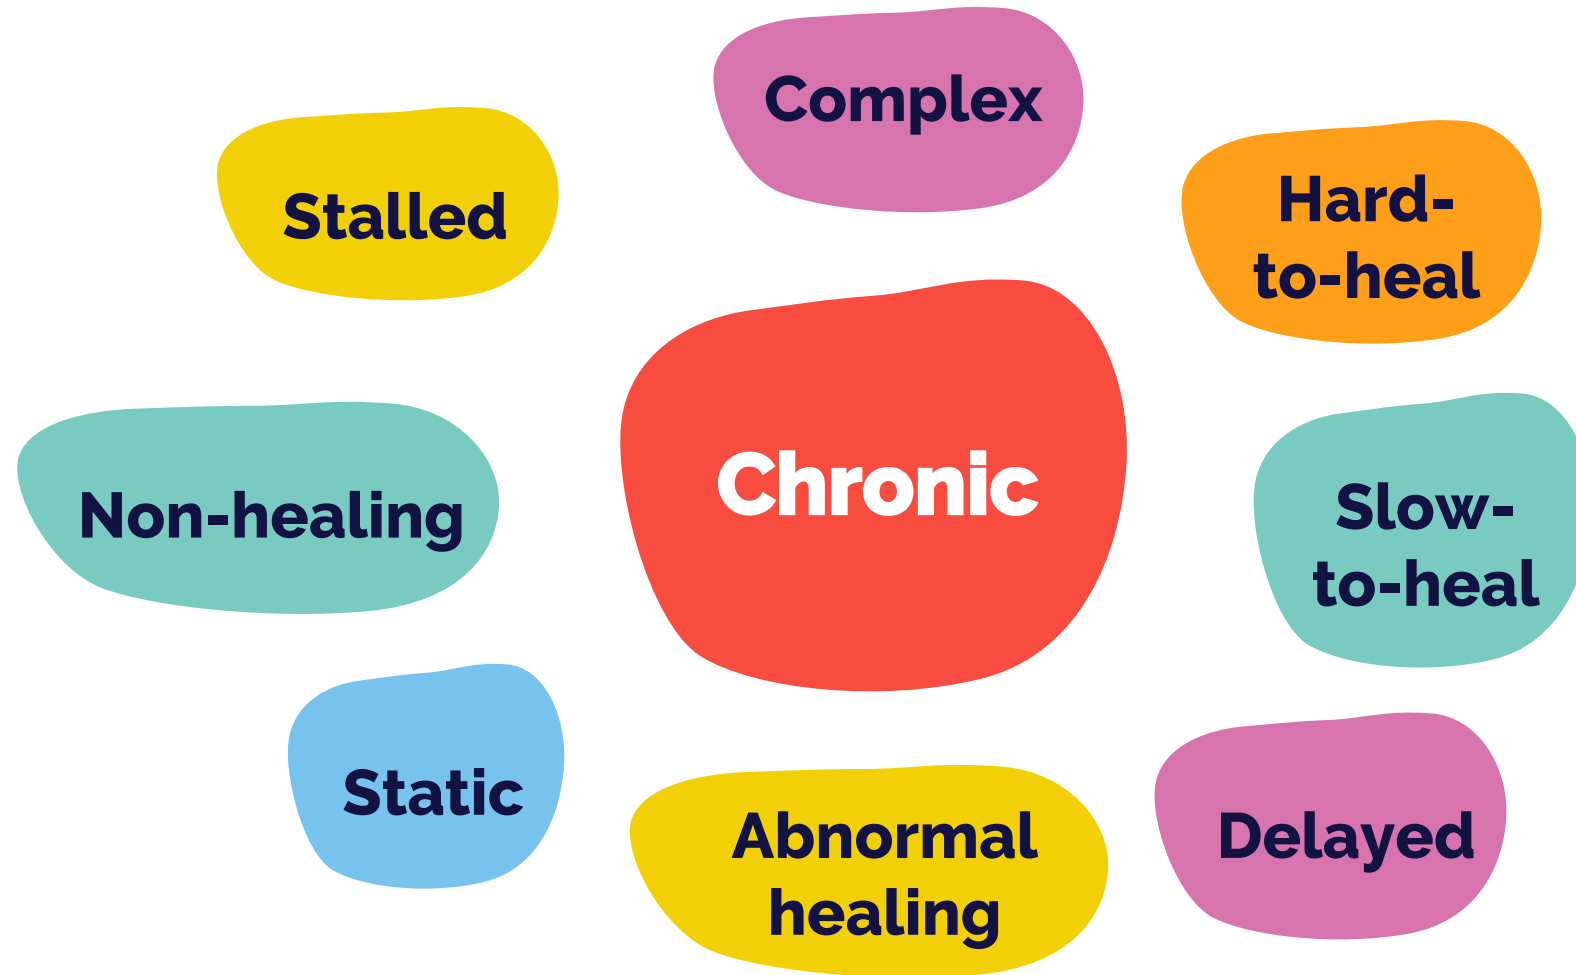 Complex
Stalled
Hard-
to-heal
Chronic
Non-healing
Slow-
to-heal
Static
Abnormal
healing
Delayed